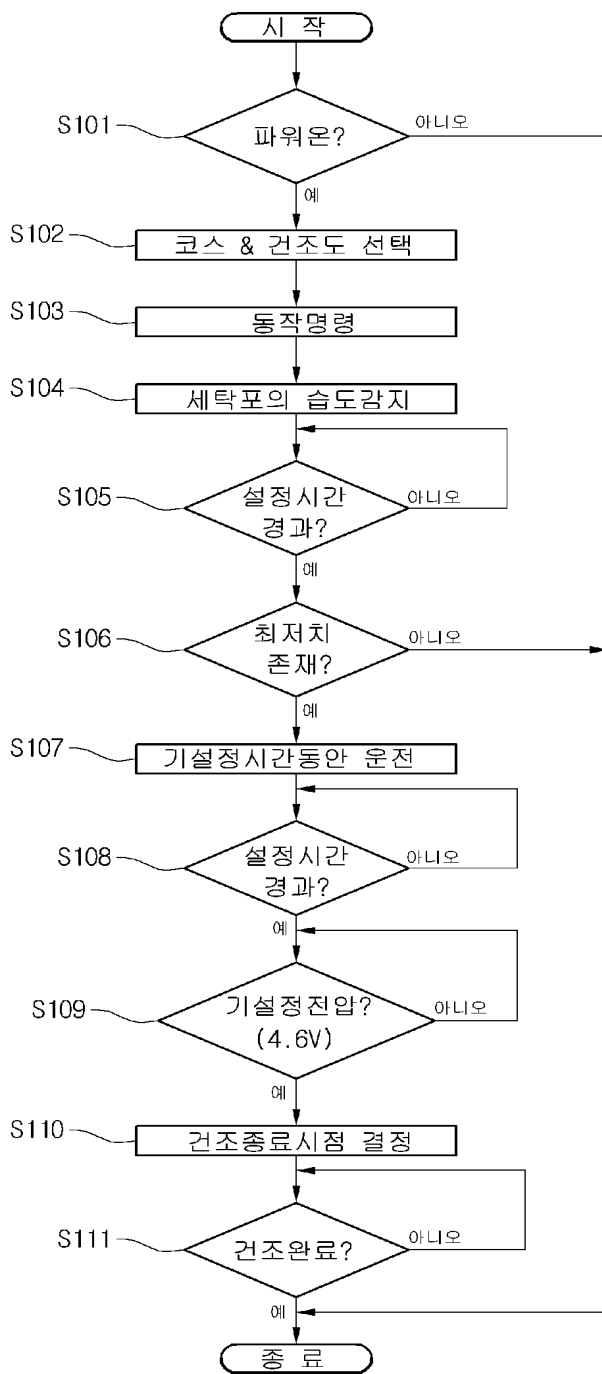 시 작
S101
파워온?
아니오
예
S102
코스 & 건조도 선택
S103
동작명령
S104
세탁포의 습도감지
S105
설정시간
경과?
아니오
예
S106
최저치
존재?
아니오
예
S107
기설정시간동안 운전
S108
설정시간
경과?
아니오
예
S109
기설정전압?
(4.6V)
아니오
예
S110
건조종료시점 결정
S111
건조완료?
아니오
예
종 료